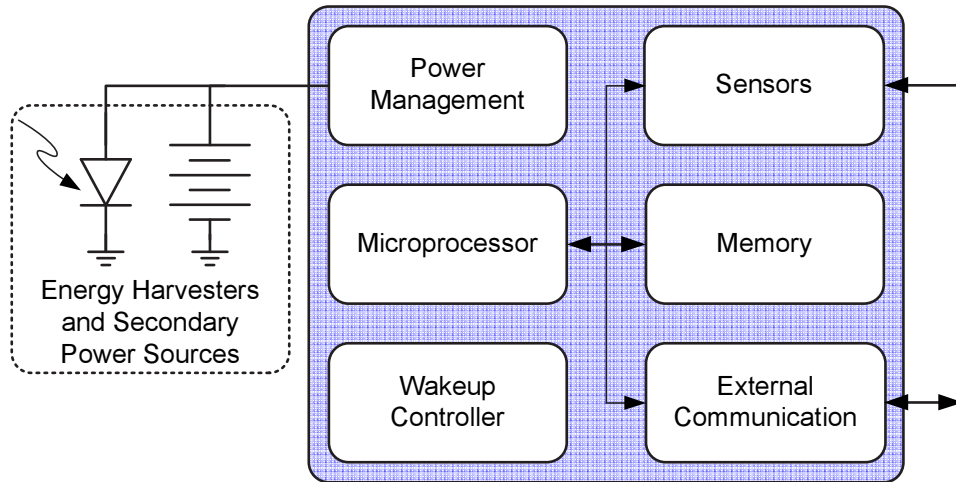 Power
Management
Sensors
Microprocessor
Memory
Energy Harvesters
and Secondary
Power Sources
Wakeup
Controller
External
Communication